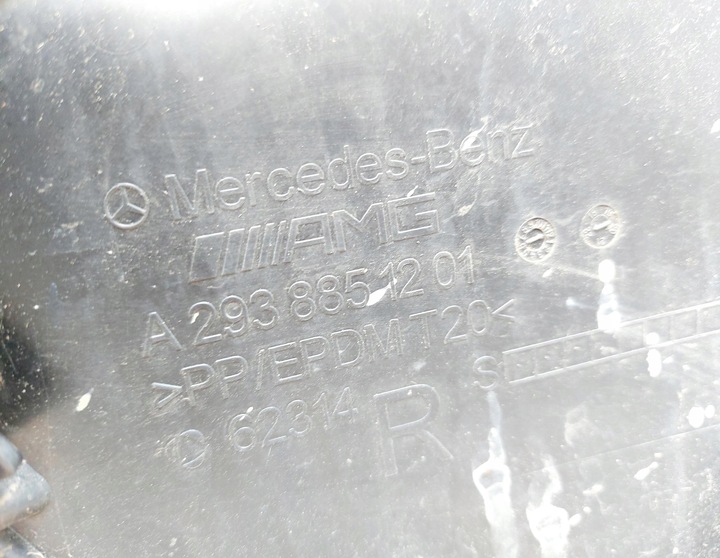 Mercedes-Benz
AMG
A 293 885 12 01
>PP/EPDM T20<
62314 R
S